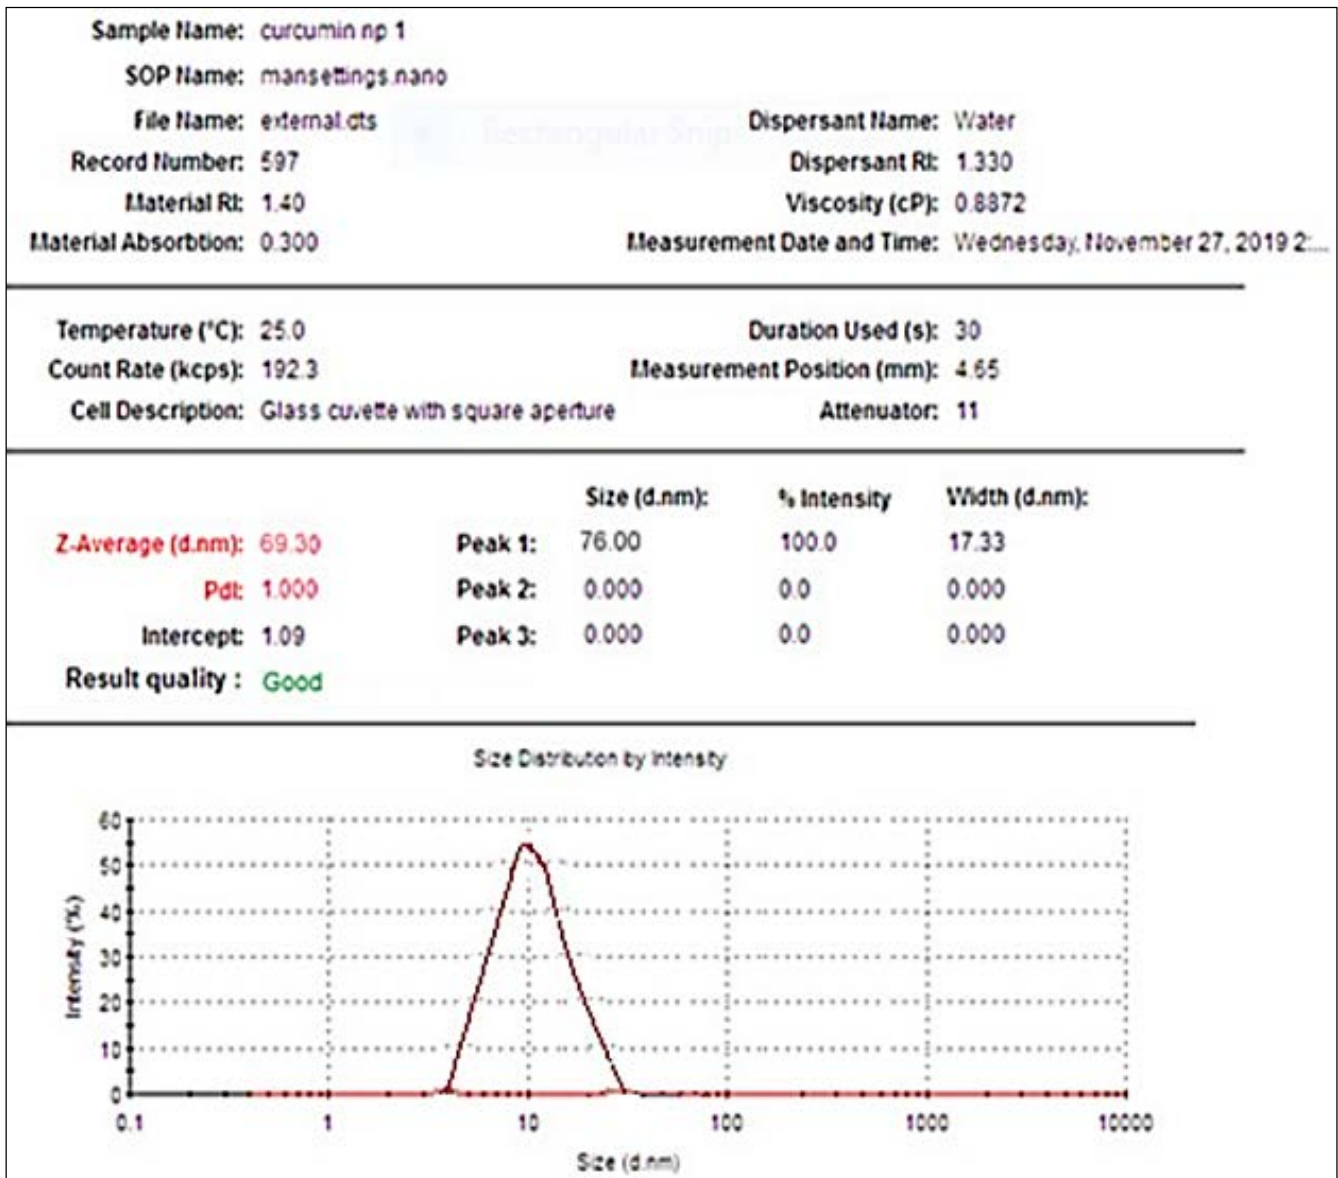 Sample Name: curcumin np 1
SOP Name: mansettings.nano
File Name: external.dts Dispersant Name: Water
Rectangular Snip
Record Number: 597 Dispersant RI: 1.330
Material RI: 1.40 Viscosity (cP): 0.8872
Material Absorbtion: 0.300 Measurement Date and Time: Wednesday, November 27, 2019 2:...
Temperature (°C): 25.0 Duration Used (s): 30
Count Rate (kcps): 192.3 Measurement Position (mm): 4.65
Cell Description: Glass cuvette with square aperture Attenuator: 11
Size (d.nm): % Intensity Width (d.nm):
Z-Average (d.nm): 69.30 Peak 1: 76.00 100.0 17.33
PdI: 1.000 Peak 2: 0.000 0.0 0.000
Intercept: 1.09 Peak 3: 0.000 0.0 0.000
Result quality : Good
Size Distribution by Intensity
Intensity (%)
60
50
40
30
20
10
0
0.1 1 10 100 1000 10000
Size (d.nm)